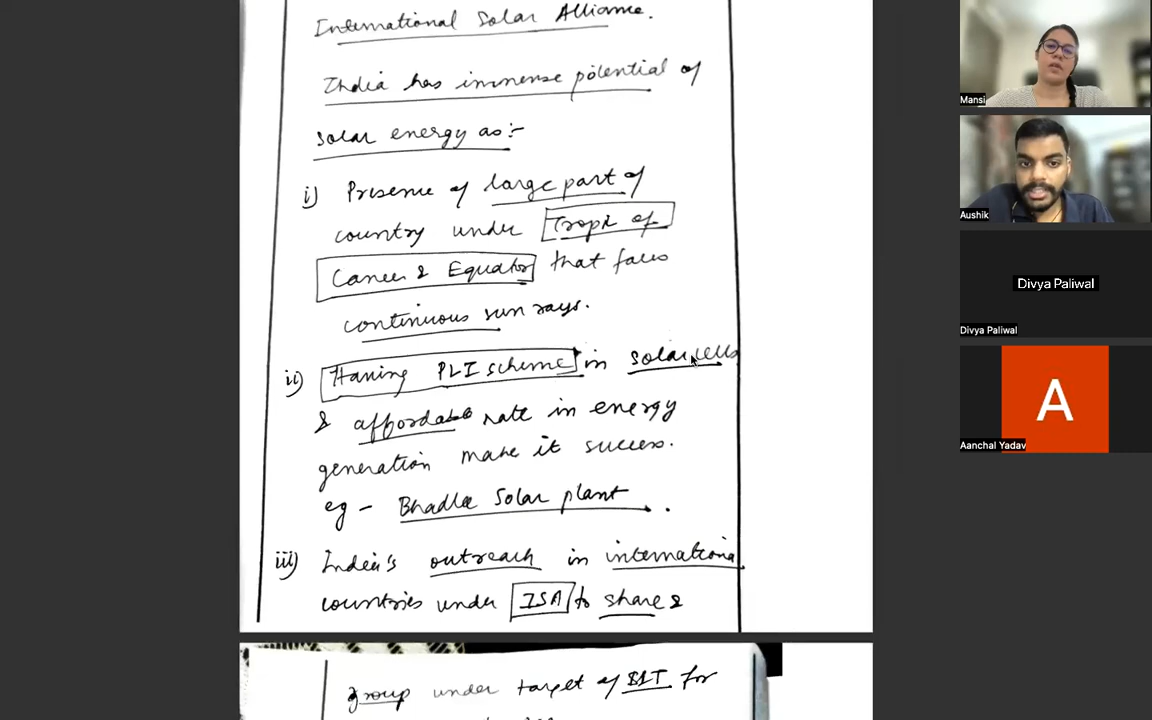 International Solar Alliance.
India has immense potential of
solar energy as :-
i) Presence of large part of
country under Tropic of
Cancer & Equator that faces
continuous sun rays.
ii) Having PLI scheme in solar cells
& affordable rate in energy
generation make it success.
eg - Bhadla Solar plant.
iii) India's outreach in internationa
countries under ISA to share &
group under target of for
Mansi
Aushik
Divya Paliwal
Divya Paliwal
A
Aanchal Yadav